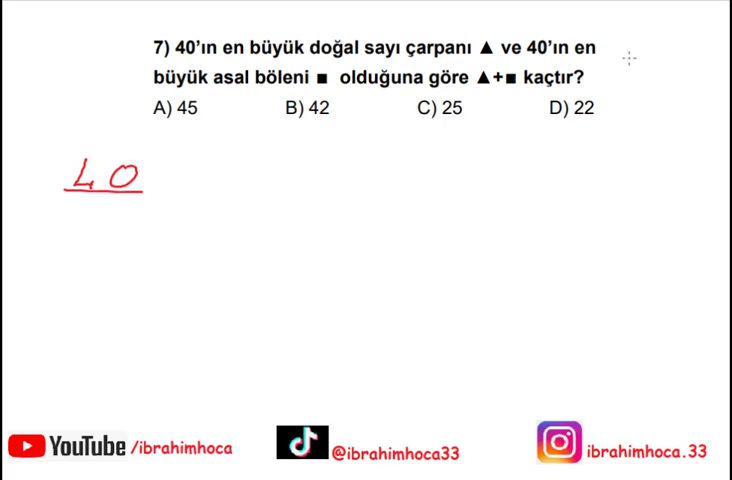 7) 40’ın en büyük doğal sayı çarpanı ▲ ve 40’ın en
büyük asal böleni ■ olduğuna göre ▲+■ kaçtır?
A) 45 B) 42 C) 25 D) 22
40
YouTube /ibrahimhoca @ibrahimhoca33 ibrahimhoca.33